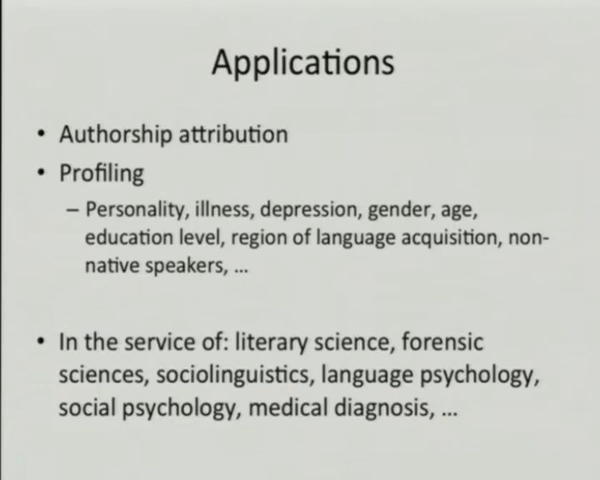 Applications
• Authorship attribution
• Profiling
– Personality, illness, depression, gender, age,
education level, region of language acquisition, non-
native speakers, ...
• In the service of: literary science, forensic
sciences, sociolinguistics, language psychology,
social psychology, medical diagnosis, ...